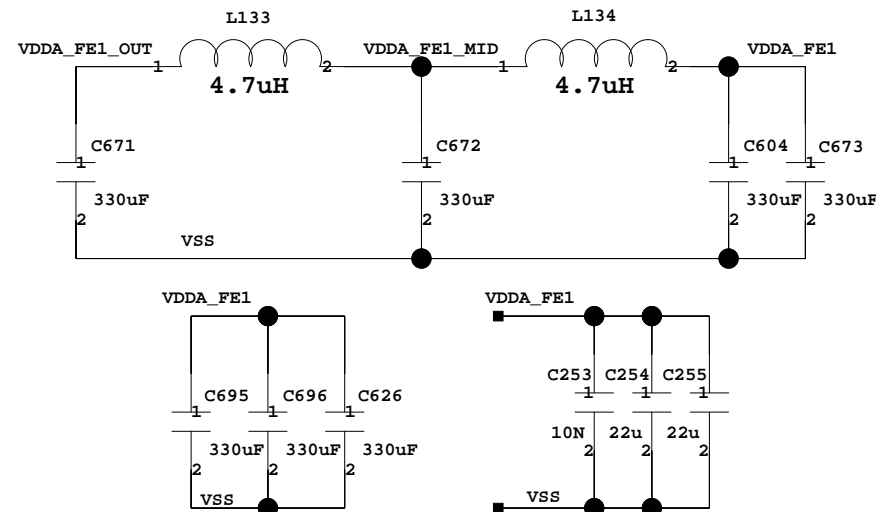 L133 L134
VDDA_FE1_OUT VDDA_FE1_MID VDDA_FE1
1 2 1 2
4.7uH 4.7uH
C671 C672 C604 C673
1 1 1 1
330uF 330uF 330uF 330uF
2 2 2 2
VSS
VDDA_FE1 VDDA_FE1
C253 C254 C255
C695 C696 C626 1 1 1
1 1 1
10N 22u 22u
330uF 330uF 330uF 2 2 2
2 2 2
VSS VSS